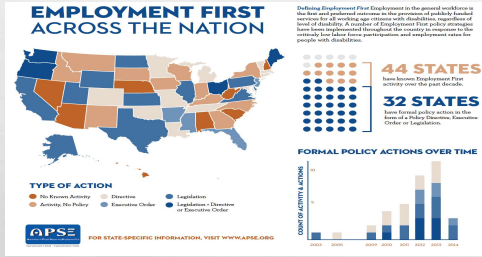 EMPLOYMENT FIRST
ACROSS THE NATION
Defining Employment First Employment in the general workforce is
the first and preferred outcome in the provision of publicly funded
services for all working age citizens with disabilities, regardless of
level of disability. A number of Employment First policy strategies
have been implemented throughout the country in response to the
critically low labor force participation and employment rates for
people with disabilities.
44 STATES
have known Employment First
activity over the past decade.
32 STATES
have formal policy action in the
form of a Policy Directive, Executive
Order or Legislation.
FORMAL POLICY ACTIONS OVER TIME
COUNT OF ACTIVITY & ACTIONS
TYPE OF ACTION
No Known Activity
Directive
Legislation
Activity, No Policy
Executive Order
Legislation + Directive
or Executive Order
APSE
FOR STATE-SPECIFIC INFORMATION, VISIT WWW.APSE.ORG